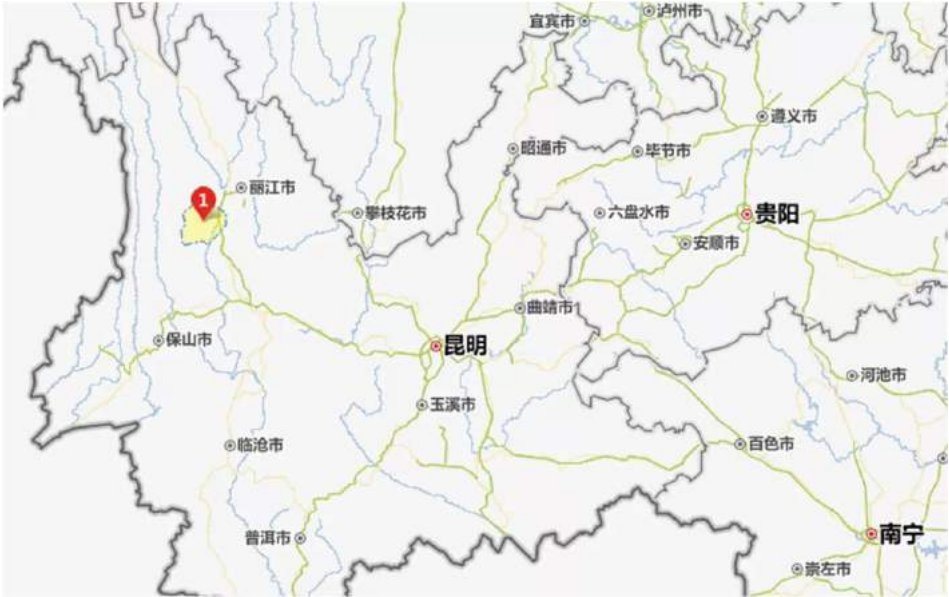 宜宾市
泸州市
遵义市
昭通市
毕节市
丽江市
1
攀枝花市
六盘水市
贵阳
安顺市
曲靖市1
保山市
昆明
河池市
玉溪市
临沧市
百色市
普洱市
南宁
崇左市